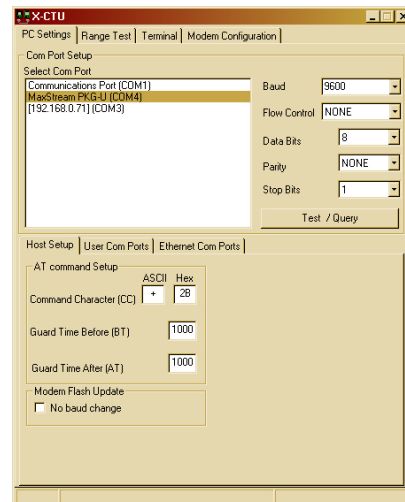 X-CTU
PC Settings Range Test Terminal Modem Configuration
Com Port Setup
Select Com Port
Communications Port (COM1)
MaxStream PKG-U (COM4)
[192.168.0.71] (COM3)
Baud 9600
Flow Control NONE
Data Bits 8
Parity NONE
Stop Bits 1
Test / Query
Host Setup User Com Ports Ethernet Com Ports
AT command Setup
ASCII Hex
Command Character (CC) + 2B
Guard Time Before (BT) 1000
Guard Time After (AT) 1000
Modem Flash Update
No baud change